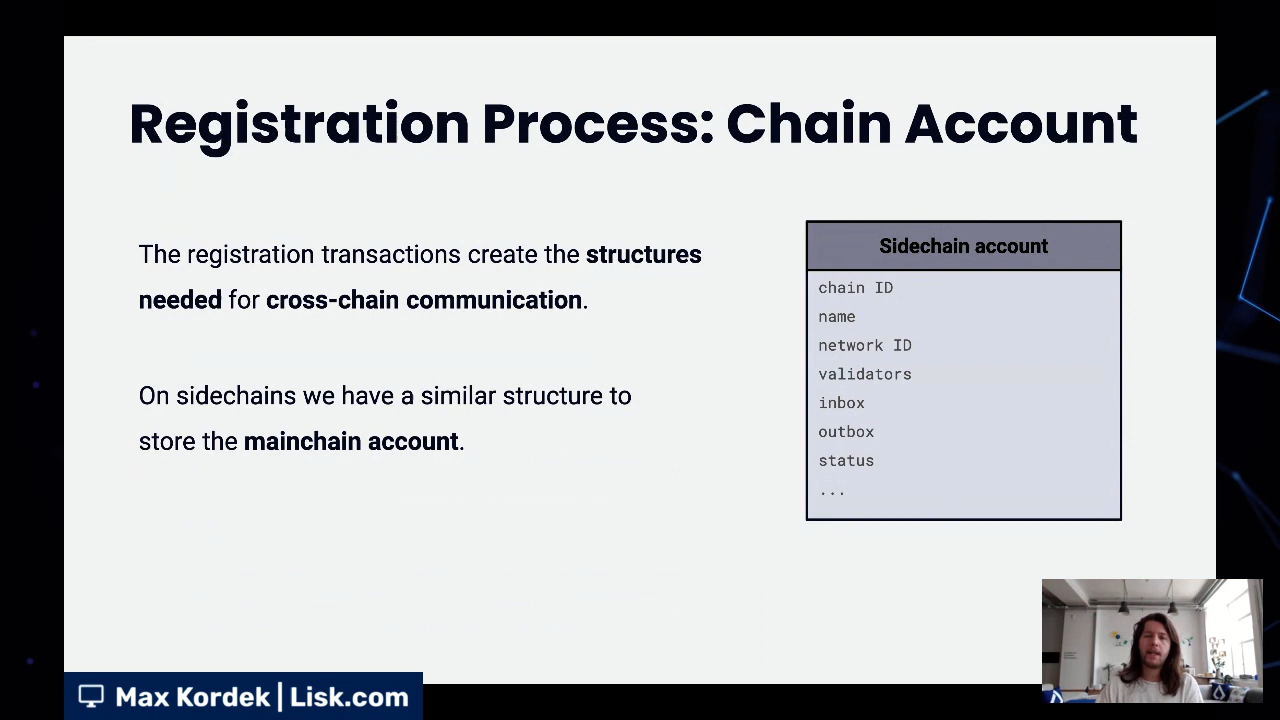 Registration Process: Chain Account
The registration transactions create the structures
needed for cross-chain communication.
On sidechains we have a similar structure to
store the mainchain account.
Sidechain account
chain ID
name
network ID
validators
inbox
outbox
status
...
Max Kordek | Lisk.com